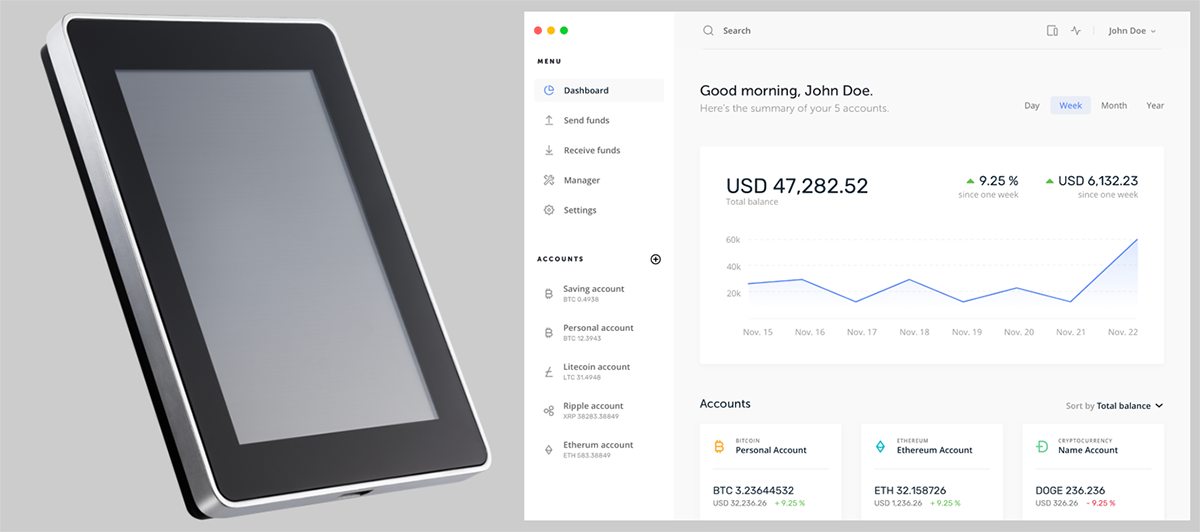 Search
John Doe
MENU
Dashboard
Send funds
Receive funds
Manager
Settings
ACCOUNTS
Saving account
BTC 0.4938
Personal account
BTC 12.3943
Litecoin account
LTC 31.4948
Ripple account
XRP 38283.38849
Etherum account
ETH 583.38849
Good morning, John Doe.
Here's the summary of your 5 accounts.
Day Week Month Year
USD 47,282.52
Total balance
9.25 %
since one week
USD 6,132.23
since one week
60k
40k
20k
Nov. 15 Nov. 16 Nov. 17 Nov. 18 Nov. 19 Nov. 20 Nov. 21 Nov. 22
Accounts
Sort by Total balance
BITCOIN
Personal Account
BTC 3.23644532
USD 32,236.26 + 9.25 %
ETHEREUM
Ethereum Account
ETH 32.158726
USD 1,236.26 + 9.25 %
CRYPTOCURRENCY
Name Account
DOGE 236.236
USD 326.26 - 9.25 %